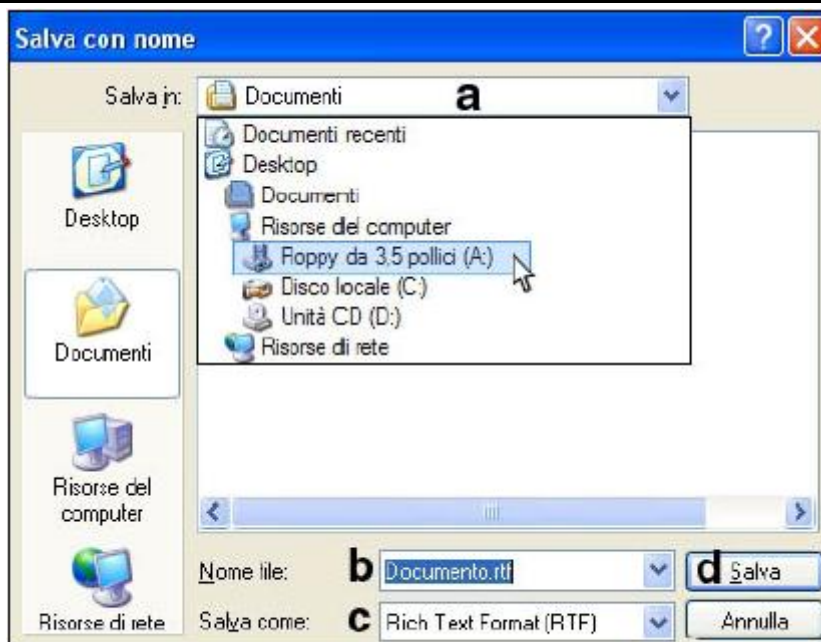 Salva con nome
Salva in: Documenti a
Documenti recenti
Desktop
Documenti
Risorse del computer
Floppy da 3.5 pollici (A:)
Disco locale (C:)
Unità CD (D:)
Risorse di rete
Desktop
Documenti
Risorse del
computer
Risorse di rete
Nome file: b Documento.rtf d Salva
Salva come: c Rich Text Format (RTF) Annulla